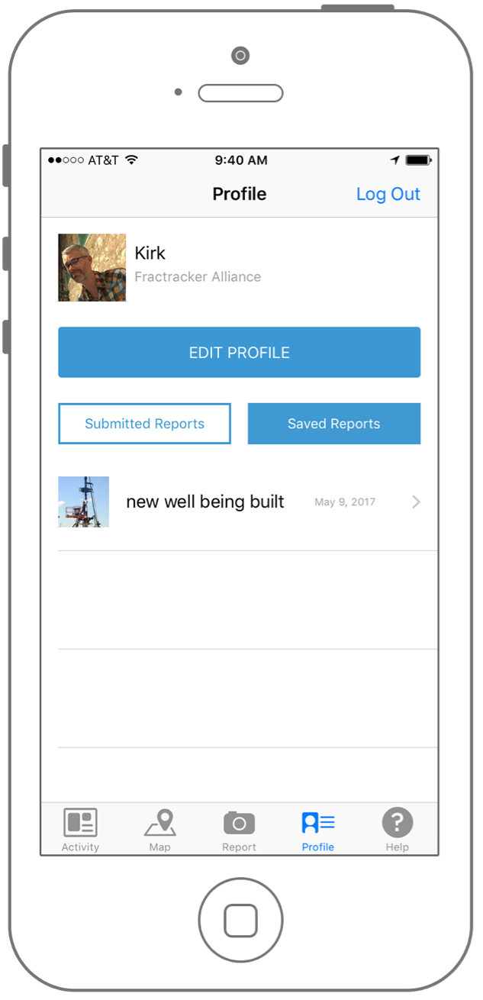 AT&T 9:40 AM
Profile Log Out
Kirk
Fractracker Alliance
EDIT PROFILE
Submitted Reports Saved Reports
new well being built May 9, 2017
Activity Map Report Profile Help